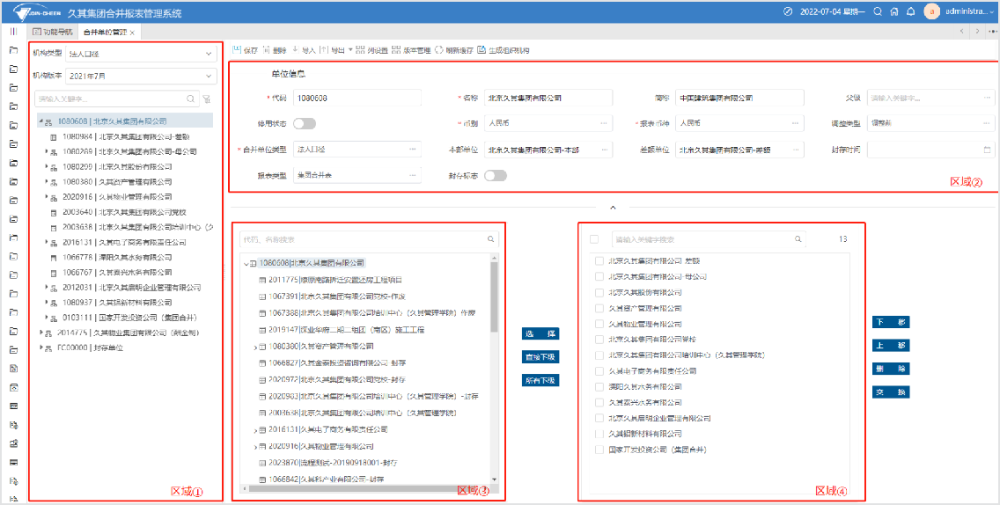 JOIN-CHEER 久其集团合并报表管理系统
2022-07-04 星期一
a administra...
功能导航 合并单位管理 ×
机构类型 法人口径
机构版本 2021年7月
请输入关键字...
1080608 | 北京久其集团有限公司
1080984 | 北京久其集团有限公司-差额
1080289 | 北京久其集团有限公司-母公司
1080299 | 北京久其股份有限公司
1080380 | 久其资产管理有限公司
2020916 | 久其物业管理有限公司
2003640 | 北京久其集团有限公司党校
2003638 | 北京久其集团有限公司培训中心（久
2016131 | 久其电子商务有限责任公司
1066778 | 溧阳久其水务有限公司
1066767 | 久其泰兴水务有限公司
2012031 | 北京久其启明企业管理有限公司
1080937 | 久其铝新材料有限公司
0103111 | 国家开发投资公司（集团合并）
2014775 | 久其物业集团有限公司
FC00000 | 封存单位
区域①
保存 删除 导入 导出 列设置 版本管理 刷新缓存 生成组织机构
单位信息
* 代码 1080608
* 名称 北京久其集团有限公司
简称 中国建筑集团有限公司
父级 请输入关键字...
停用状态
* 币别 人民币
* 报表币种 人民币
调整类型 调整前
* 合并单位类型 法人口径
本部单位 北京久其集团有限公司-本部
差额单位 北京久其集团有限公司-差额
封存时间
报表类型 集团合并表
封存标志
区域②
代码、名称搜索
1080608|北京久其集团有限公司
2011775|原南路拆迁安置还房工程项目
1067391|北京久其集团有限公司党校-作废
1067388|北京久其集团有限公司培训中心（久其管理学院）作废
2019147|深业华府二期二组团（南区）施工工程
1080380|久其资产管理有限公司
1066827|久其金泰投资咨询有限公司-封存
2020972|北京久其集团有限公司党校-封存
2020983|北京久其集团有限公司培训中心（久其管理学院）-封存
2003638|北京久其集团有限公司培训中心（久其管理学院）
2016131|久其电子商务有限责任公司
2020916|久其物业管理有限公司
2023870|流程测试-20190918001-封存
1066842|久其科产业有限公司-封存
区域③
选 择
直接下级
所有下级
请输入关键字搜索
13
北京久其集团有限公司-差额
北京久其集团有限公司-母公司
北京久其股份有限公司
久其资产管理有限公司
久其物业管理有限公司
北京久其集团有限公司党校
北京久其集团有限公司培训中心（久其管理学院）
久其电子商务有限责任公司
溧阳久其水务有限公司
久其泰兴水务有限公司
北京久其启明企业管理有限公司
久其铝新材料有限公司
国家开发投资公司（集团合并）
区域④
下 移
上 移
删 除
交 换